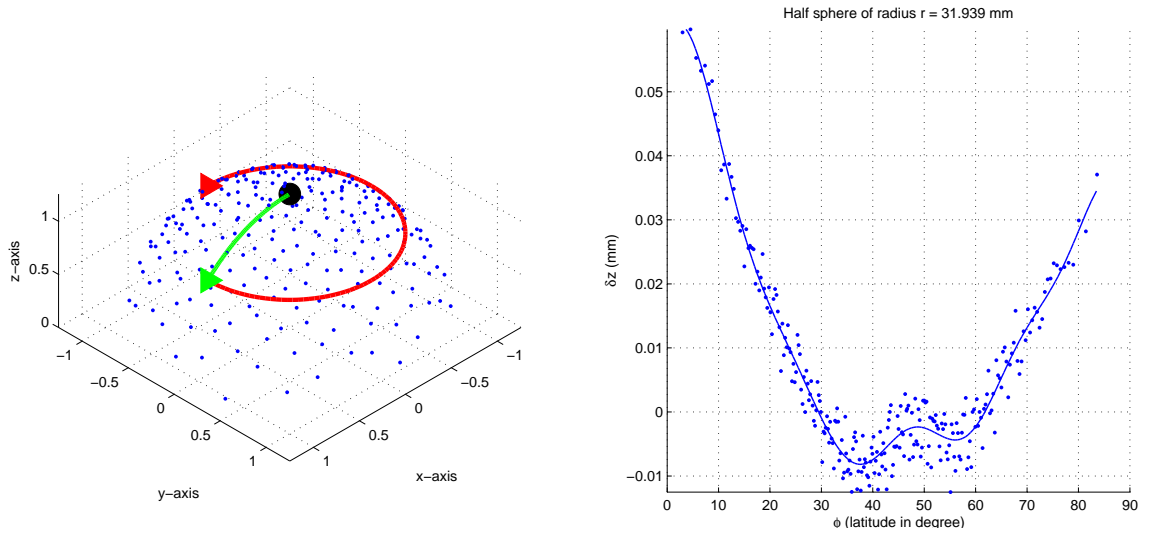 1
0.5
0
z−axis
−1
−0.5
0
0.5
1
y−axis
−1
−0.5
0
0.5
1
x−axis
Half sphere of radius r = 31.939 mm
0.05
0.04
0.03
0.02
0.01
0
−0.01
δz (mm)
0 10 20 30 40 50 60 70 80 90
ϕ (latitude in degree)